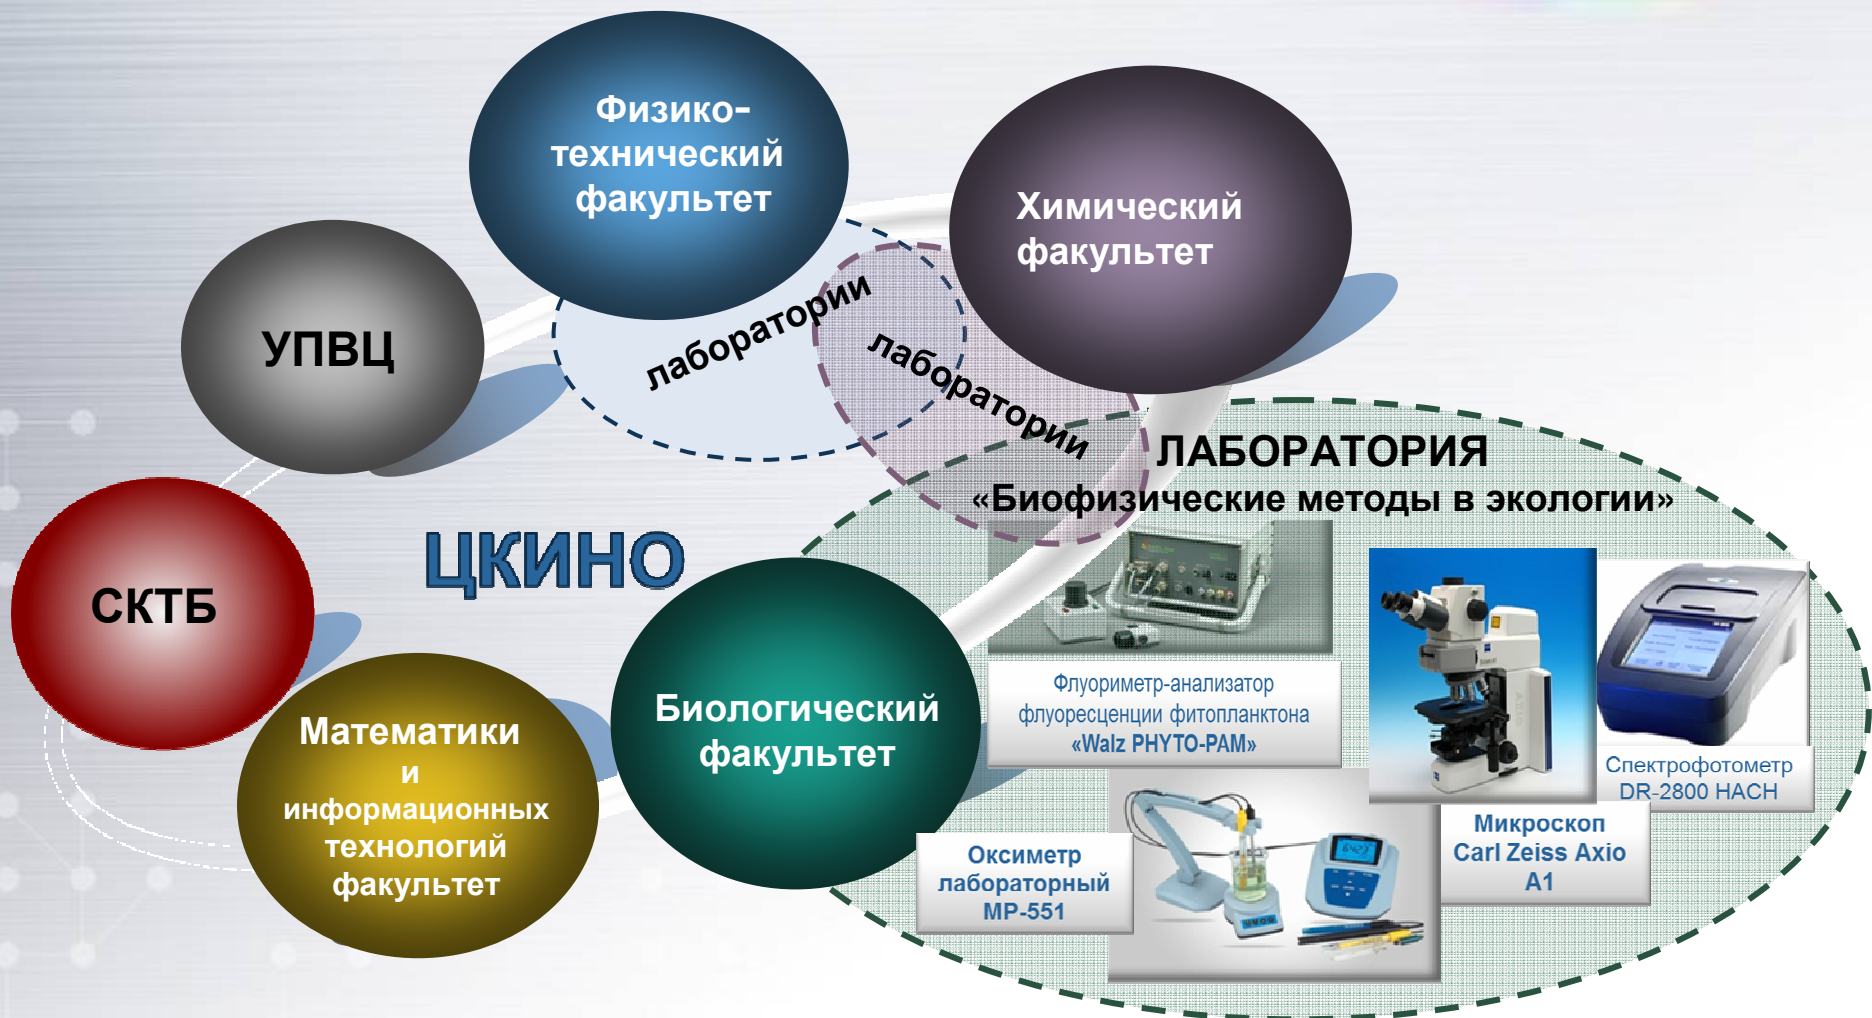 Физико-
технический
факультет
Химический
факультет
УПВЦ
лаборатории
лаборатории
ЛАБОРАТОРИЯ
«Биофизические методы в экологии»
ЦКИНО
СКТБ
Биологический
факультет
Математики
и
информационных
технологий
факультет
Флуориметр-анализатор
флуоресценции фитопланктона
«Walz PHYTO-PAM»
Спектрофотометр
DR-2800 HACH
Микроскоп
Carl Zeiss Axio
A1
Оксиметр
лабораторный
МР-551